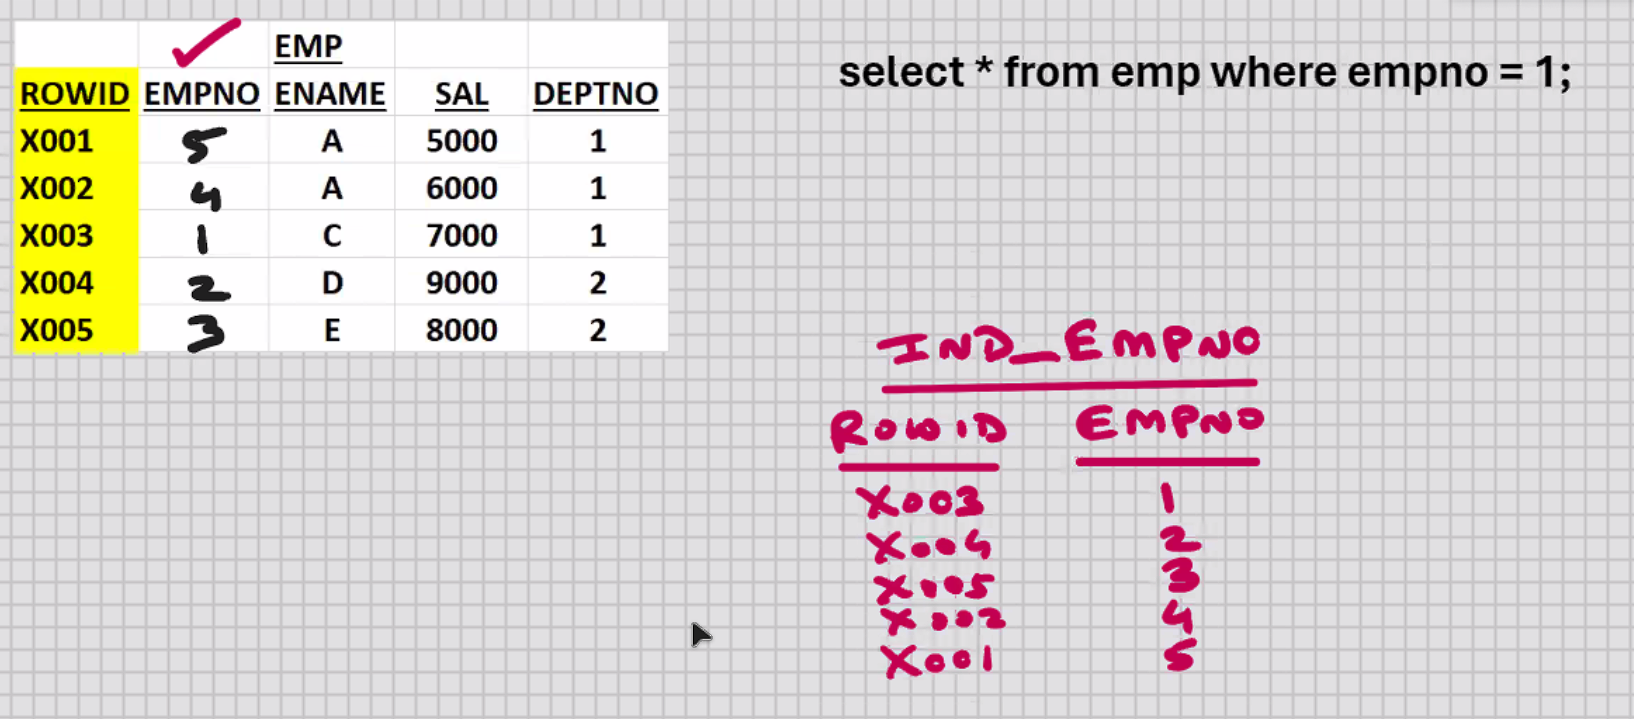 EMP
ROWID EMPNO ENAME SAL DEPTNO
X001 5 A 5000 1
X002 4 A 6000 1
X003 1 C 7000 1
X004 2 D 9000 2
X005 3 E 8000 2
select * from emp where empno = 1;
IND_EMPNO
ROWID EMPNO
X003 1
X004 2
X005 3
X002 4
X001 5